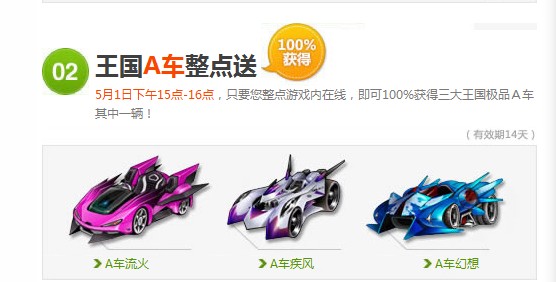 100%
获得
02
王国A车整点送
5月1日下午15点-16点，只要您整点游戏内在线，即可100%获得三大王国极品A车
其中一辆！
（有效期14天）
A车流火
A车疾风
A车幻想